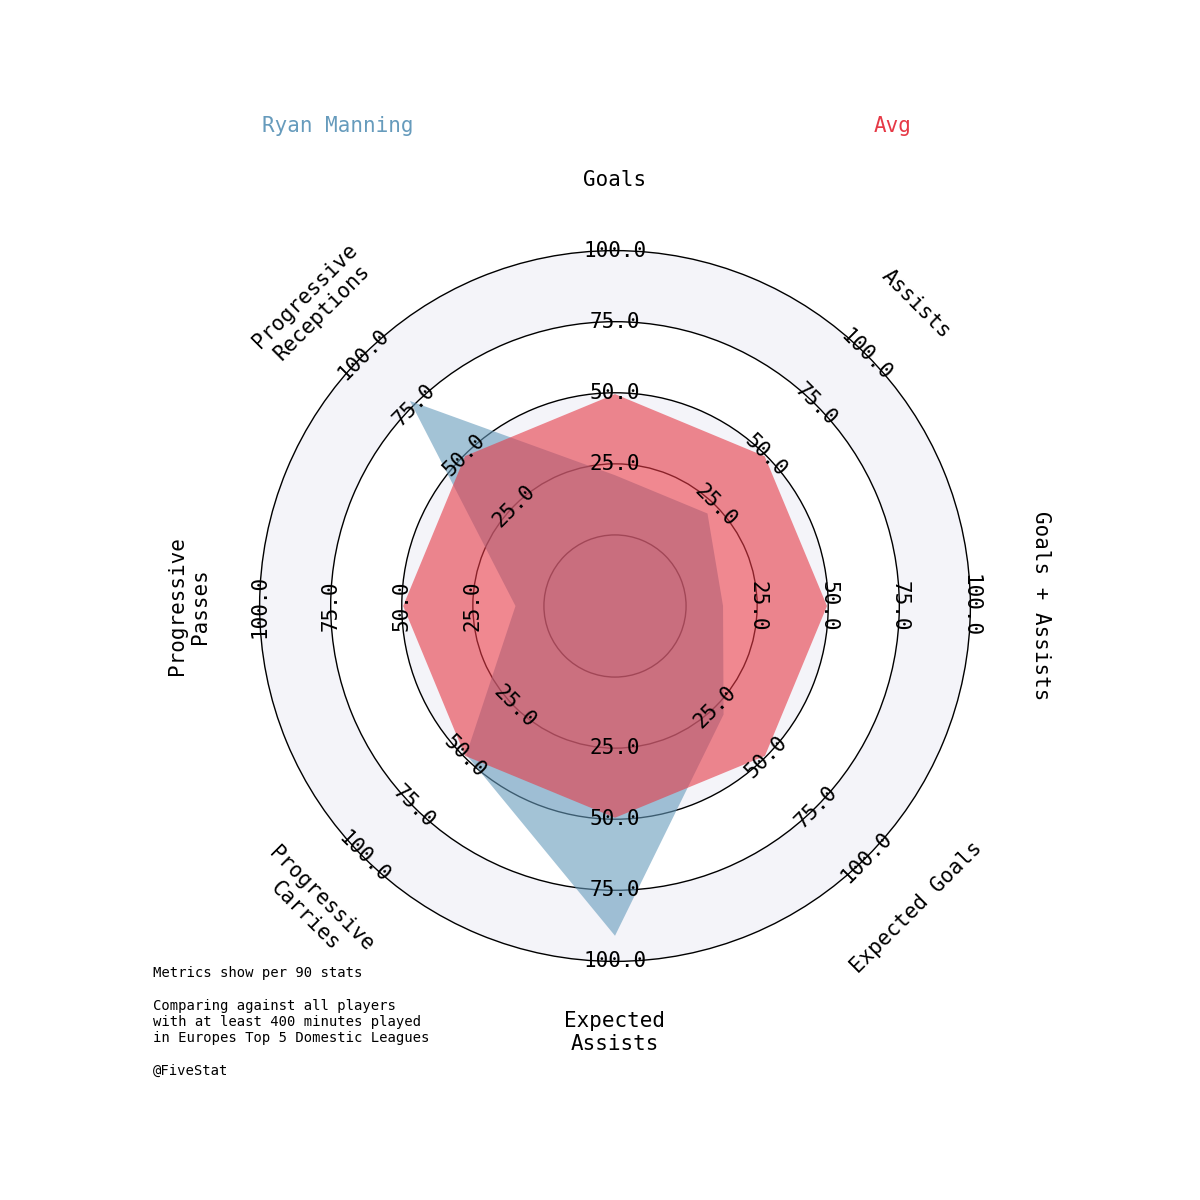 Ryan Manning
Avg
Goals
Assists
Goals + Assists
Expected Goals
Expected
Assists
Progressive
Carries
Progressive
Passes
Progressive
Receptions
25.0
50.0
75.0
100.0
25.0
50.0
75.0
100.0
25.0
50.0
75.0
100.0
25.0
50.0
75.0
100.0
25.0
50.0
75.0
100.0
25.0
50.0
75.0
100.0
25.0
50.0
75.0
100.0
25.0
50.0
75.0
100.0
Metrics show per 90 stats
Comparing against all players
with at least 400 minutes played
in Europes Top 5 Domestic Leagues
@FiveStat